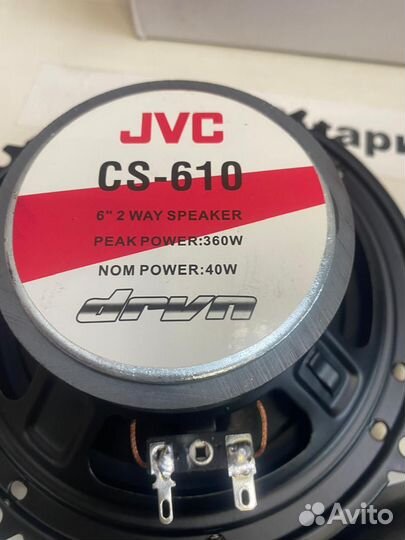 JVC
CS-610
6" 2 WAY SPEAKER
PEAK POWER:360W
NOM POWER:40W
drvn
Avito